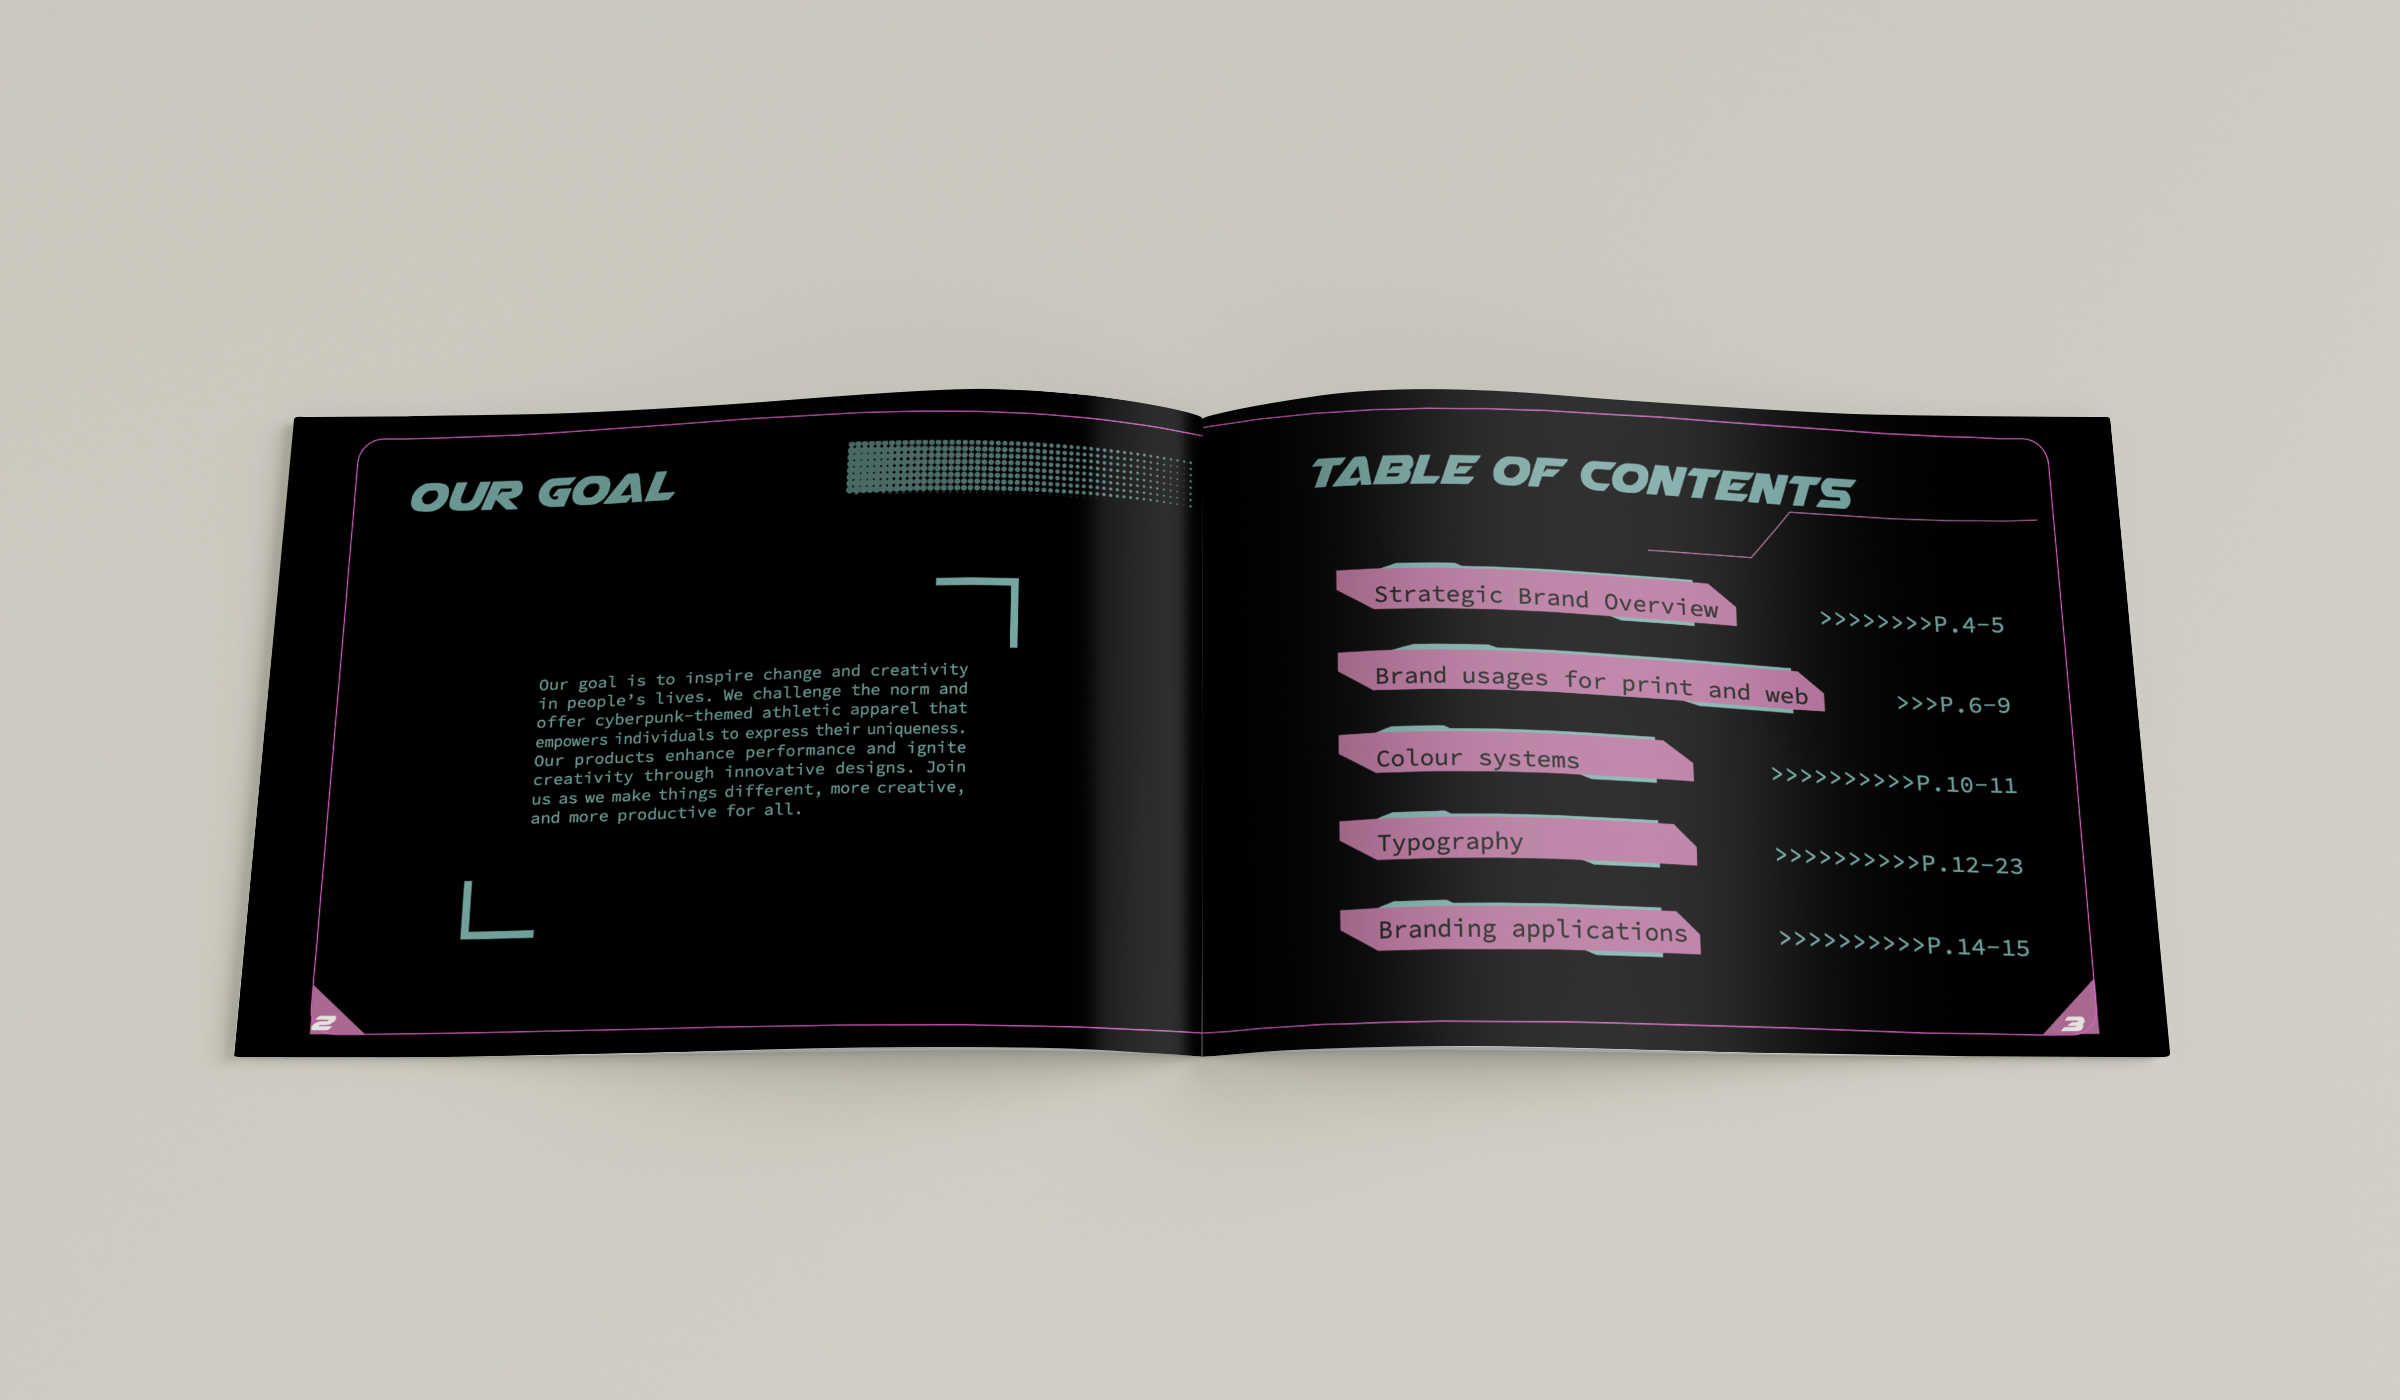 OUR GOAL
Our goal is to inspire change and creativity
in people's lives. We challenge the norm and
offer cyberpunk-themed athletic apparel that
empowers individuals to express their uniqueness.
Our products enhance performance and ignite
creativity through innovative designs. Join
us as we make things different, more creative,
and more productive for all.
2
TABLE OF CONTENTS
Strategic Brand Overview >>>>>>>>P.4-5
Brand usages for print and web >>>P.6-9
Colour systems >>>>>>>>>>P.10-11
Typography >>>>>>>>>>P.12-23
Branding applications >>>>>>>>>>P.14-15
3